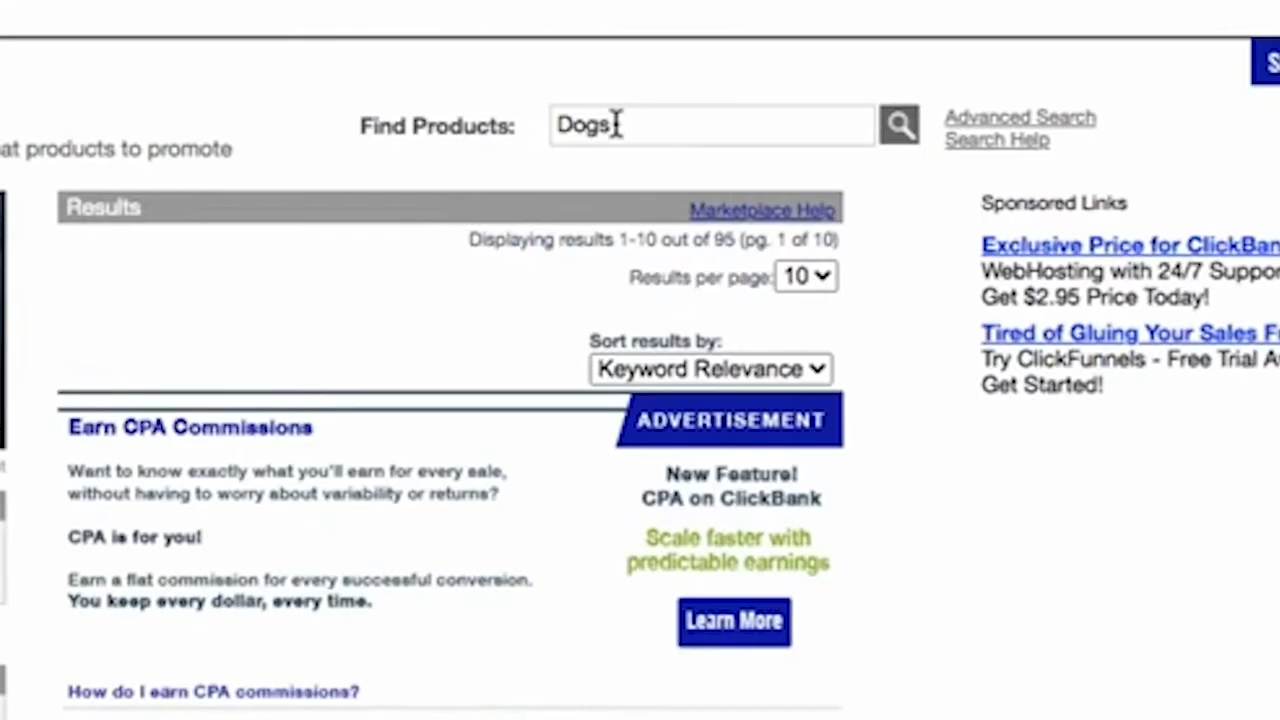 S
Find Products:
Dogs
Advanced Search
Search Help
at products to promote
Results
Marketplace Help
Displaying results 1-10 out of 95 (pg. 1 of 10)
Results per page: 10
Sort results by:
Keyword Relevance
Earn CPA Commissions
ADVERTISEMENT
Want to know exactly what you'll earn for every sale,
without having to worry about variability or returns?
CPA is for you!
Earn a flat commission for every successful conversion.
You keep every dollar, every time.
New Feature!
CPA on ClickBank
Scale faster with
predictable earnings
Learn More
How do I earn CPA commissions?
Sponsored Links
Exclusive Price for ClickBan
WebHosting with 24/7 Suppor
Get $2.95 Price Today!
Tired of Gluing Your Sales F
Try ClickFunnels - Free Trial A
Get Started!